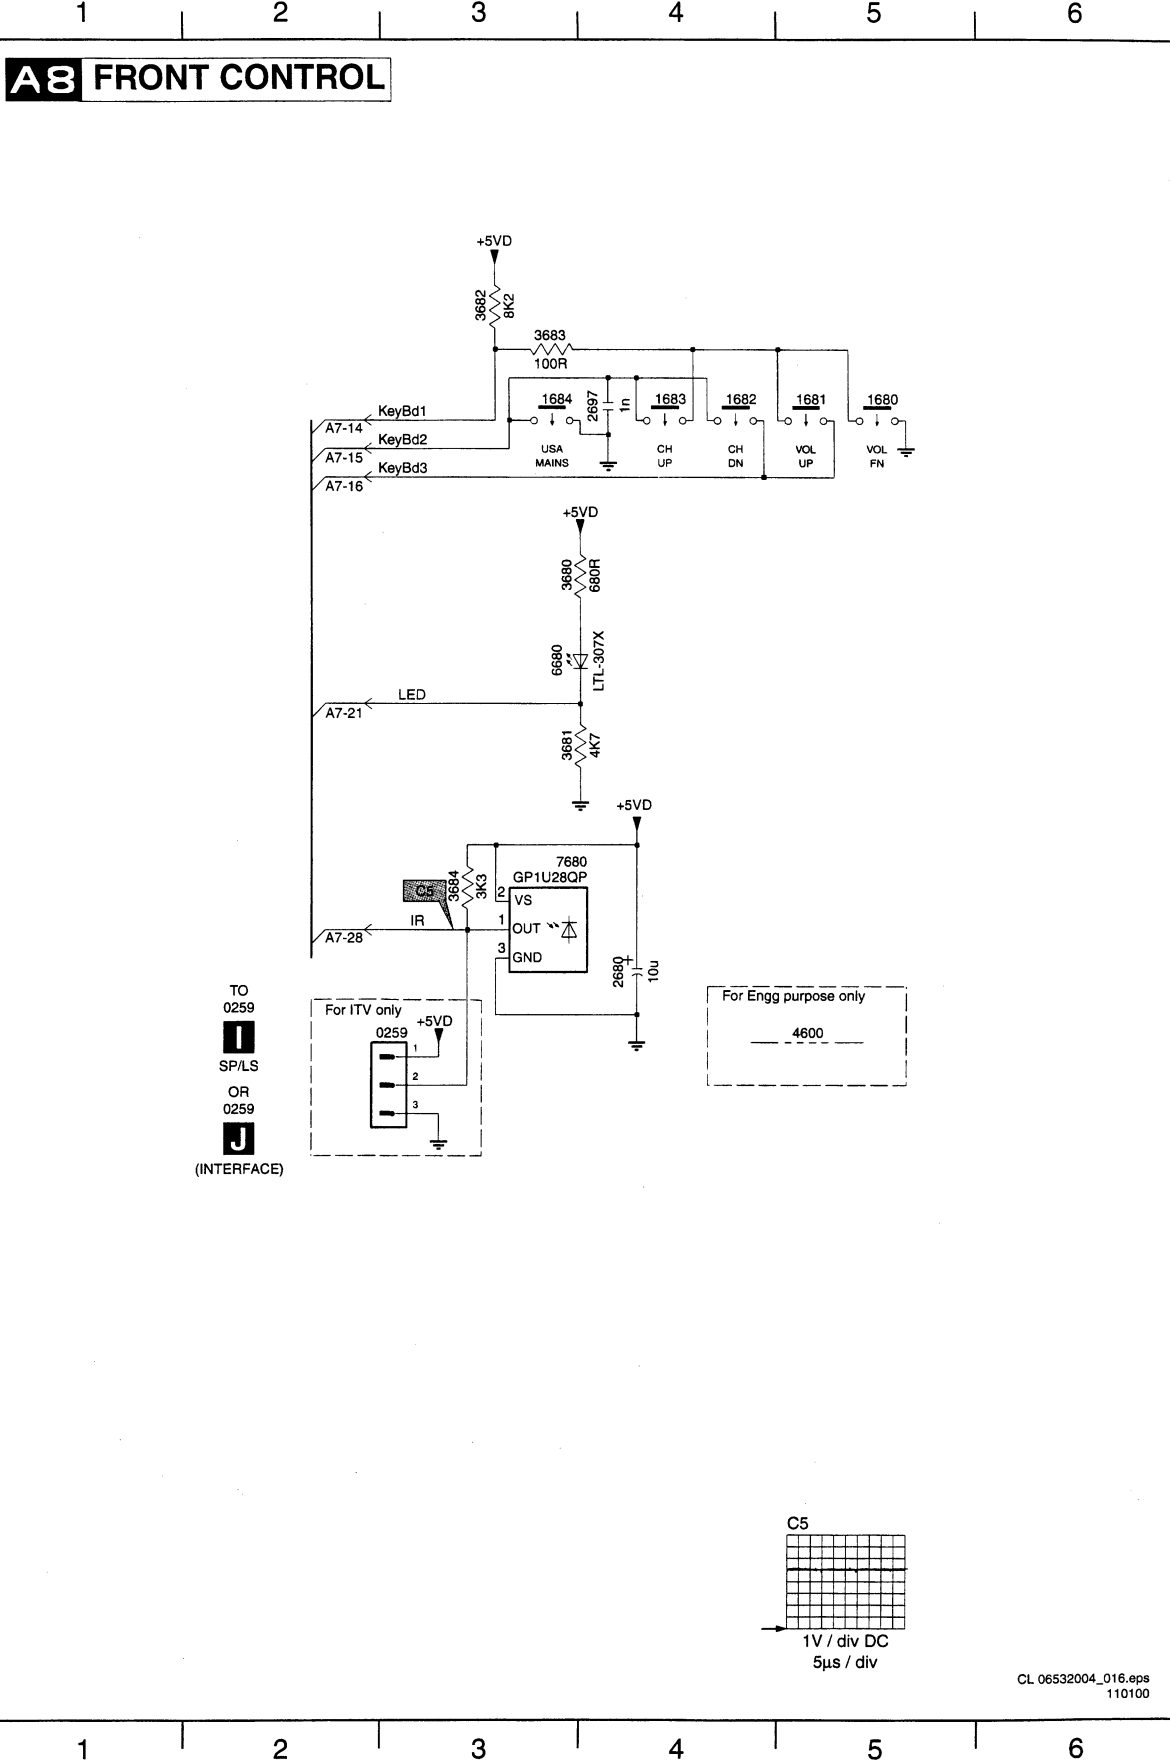 1 2 3 4 5 6
A8 FRONT CONTROL
+5VD
3682
8K2
3683
100R
1684
2697
1n
1683
1682
1681
1680
KeyBd1
A7-14
KeyBd2
A7-15
KeyBd3
A7-16
USA
MAINS
CH
UP
CH
DN
VOL
UP
VOL
FN
+5VD
3680
680R
6680
LTL-307X
LED
A7-21
3681
4K7
+5VD
7680
GP1U28QP
3684
3K3
C5
2
VS
IR
1
OUT
A7-28
3
GND
2680
+
10u
TO
0259
I
SP/LS
OR
0259
J
(INTERFACE)
For ITV only
+5VD
0259
1
2
3
For Engg purpose only
4600
C5
1V / div DC
5µs / div
CL 06532004_016.eps
110100
1 2 3 4 5 6